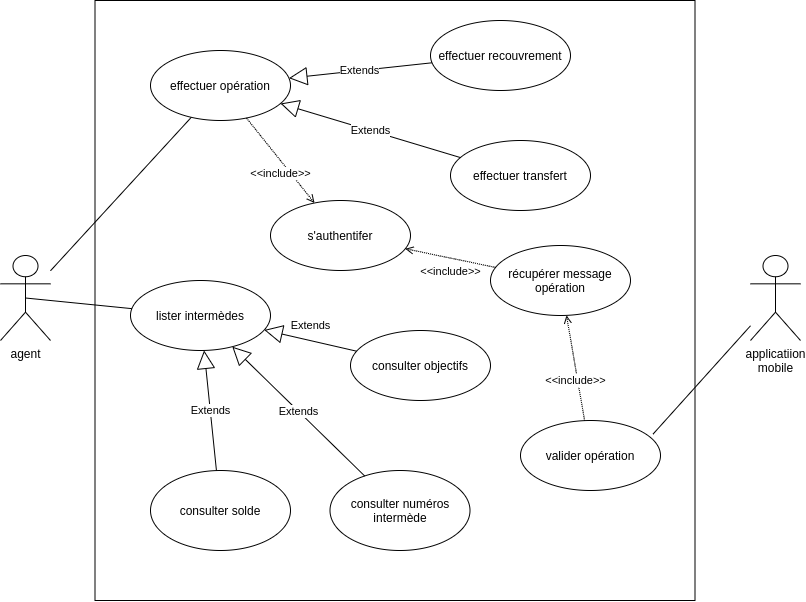 effectuer recouvrement
Extends
effectuer opération
Extends
effectuer transfert
<<include>>
s'authentifer
<<include>>
récupérer message
opération
lister intermèdes
Extends
agent
applicatiion
mobile
consulter objectifs
<<include>>
Extends
Extends
valider opération
consulter solde
consulter numéros
intermède